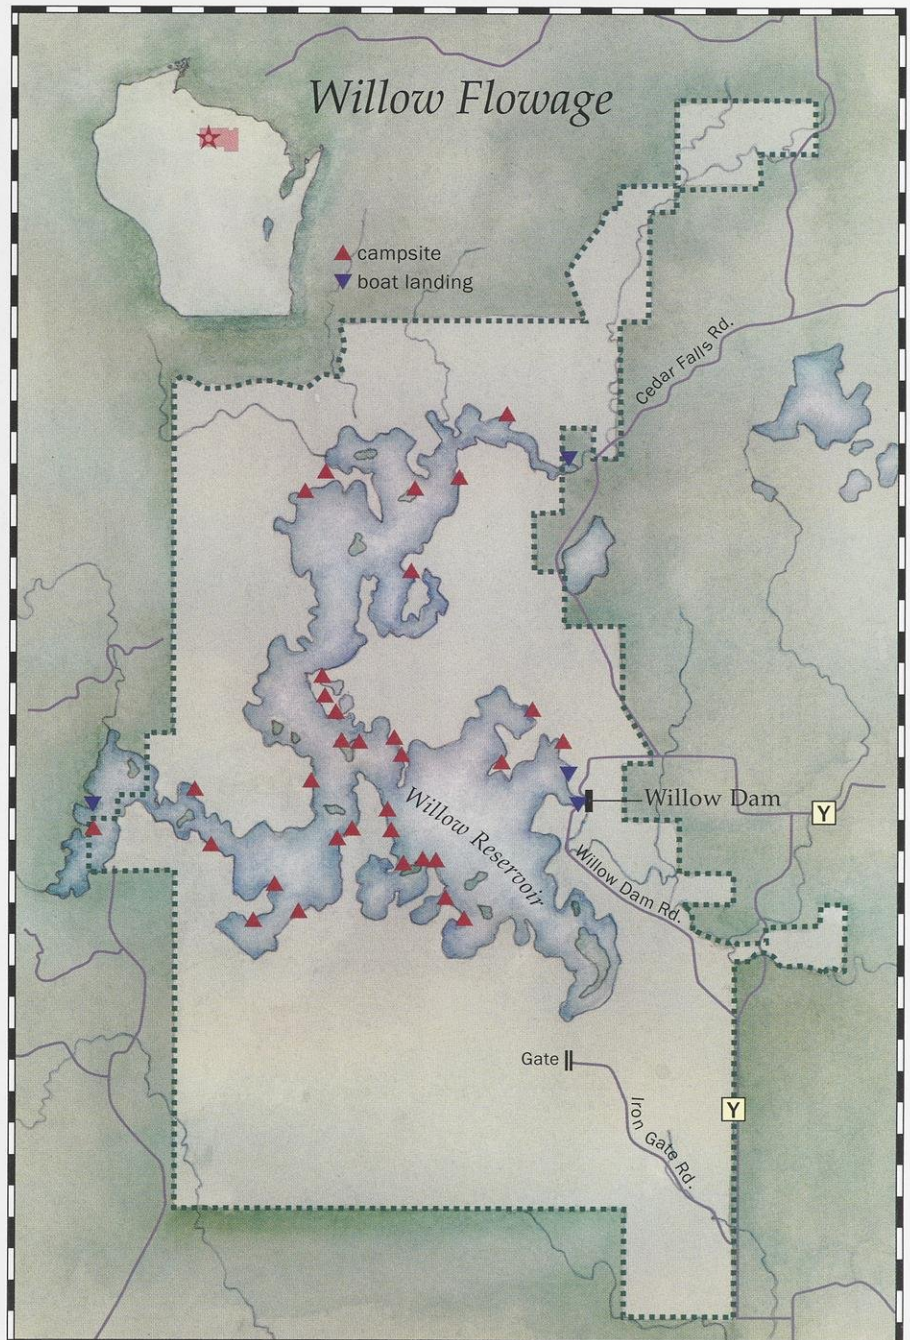 Willow Flowage
campsite
boat landing
Cedar Falls Rd.
Willow Reservoir
Willow Dam
Y
Willow Dam Rd.
Gate
Y
Iron Gate Rd.